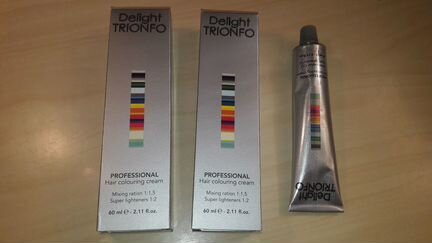 Delight
TRIONFO
PROFESSIONAL
Hair colouring cream
Mixing ration 1:1,5
Super lighteners 1:2
60 ml e - 2.11 fl.oz.
Delight
TRIONFO
PROFESSIONAL
Hair colouring cream
Mixing ration 1:1,5
Super lighteners 1:2
60 ml e - 2.11 fl.oz.
Delight
TRIONFO